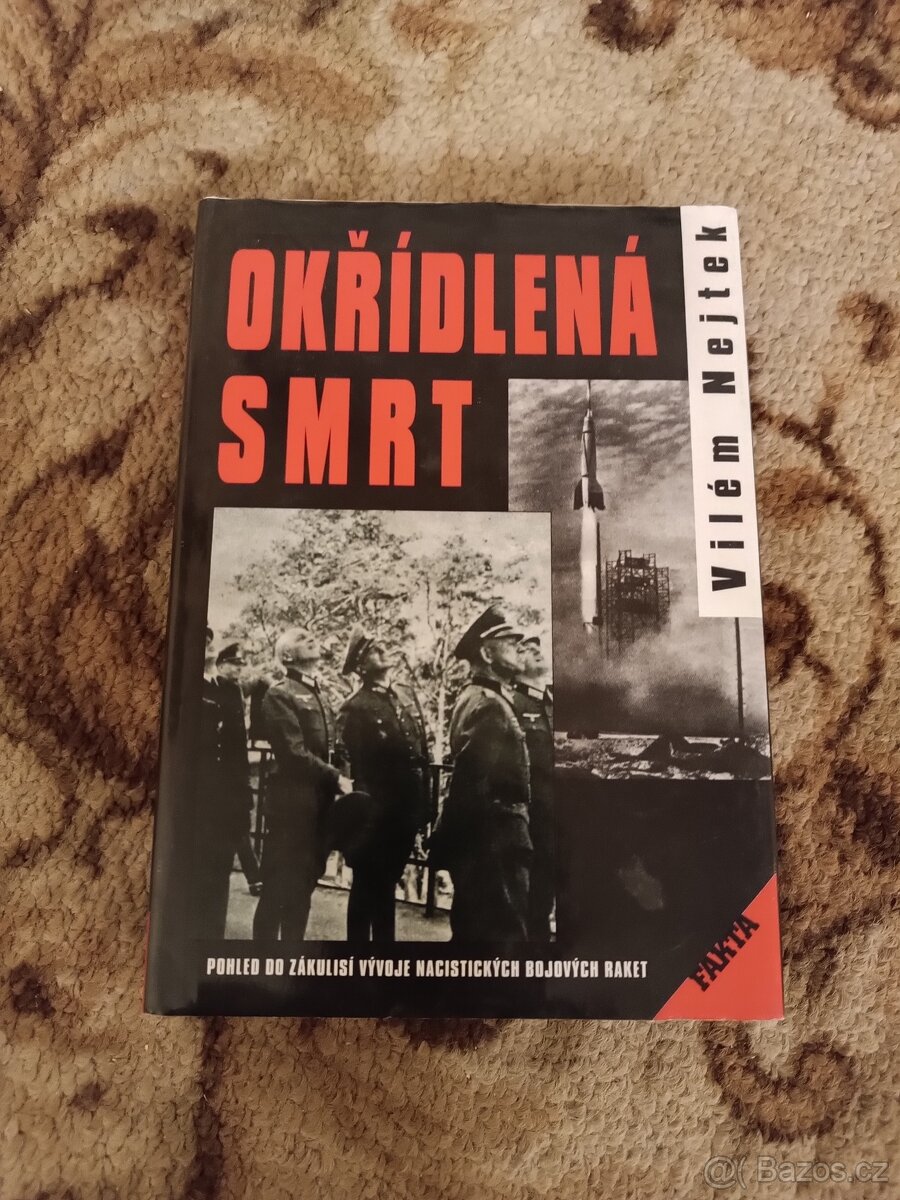 OKŘÍDLENÁ
SMRT
Vilém Nejtek
POHLED DO ZÁKULISÍ VÝVOJE NACISTICKÝCH BOJOVÝCH RAKET
FAKTA
@( Bazos.cz